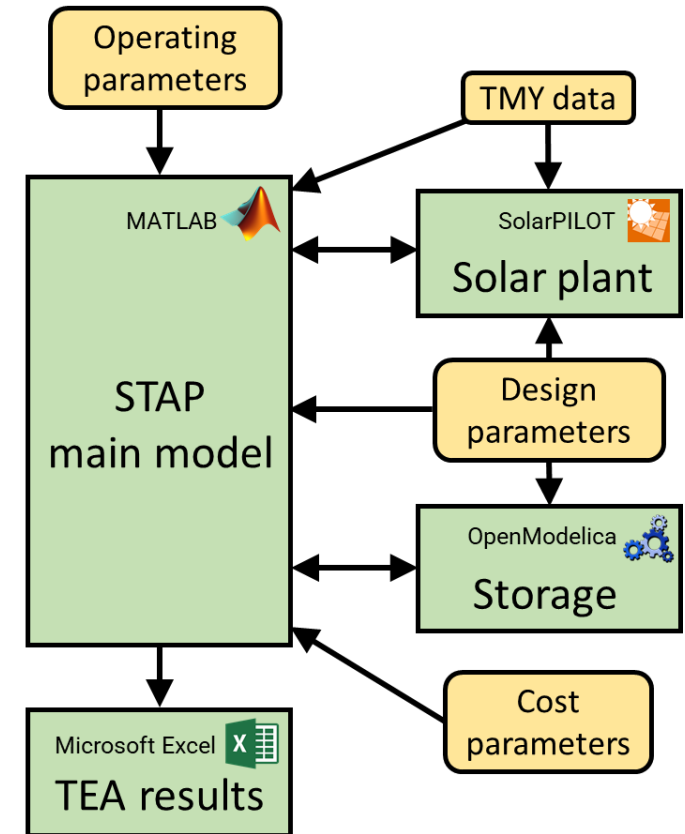 Operating
parameters
TMY data
MATLAB
SolarPILOT
Solar plant
STAP
main model
Design
parameters
OpenModelica
Storage
Cost
parameters
Microsoft Excel
X
TEA results